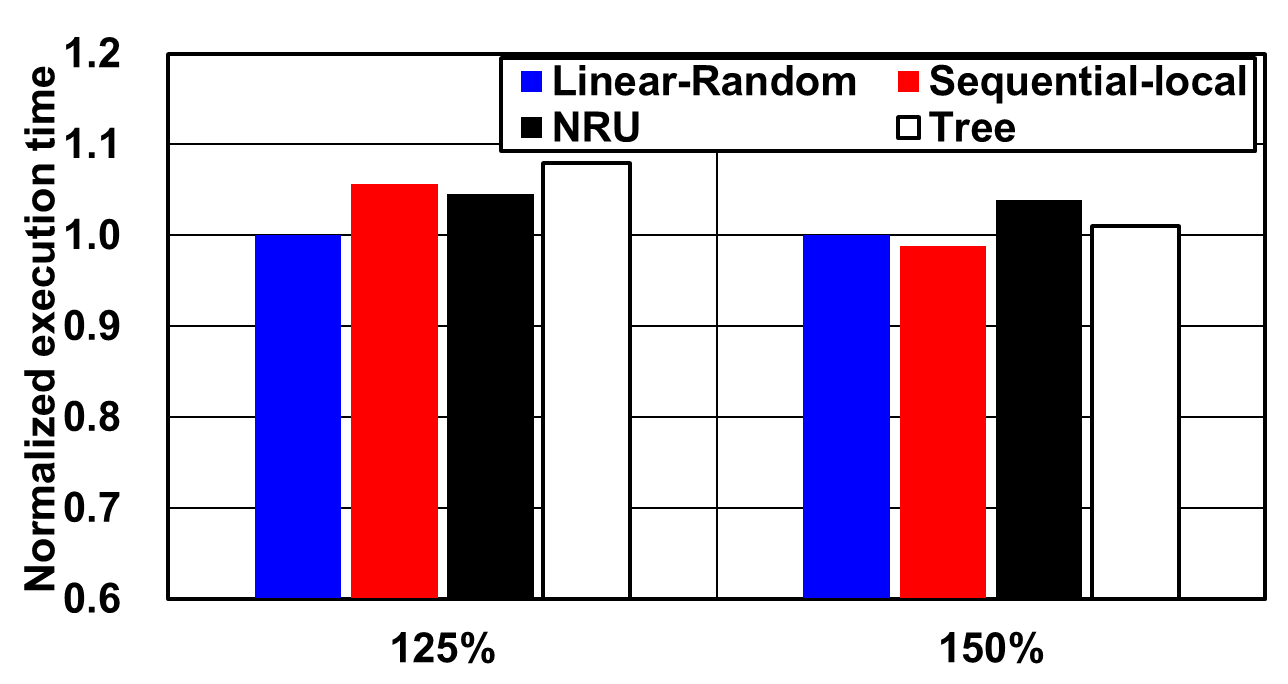 Normalized execution time
1.2
1.1
1.0
0.9
0.8
0.7
0.6
Linear-Random Sequential-local
NRU Tree
125% 150%